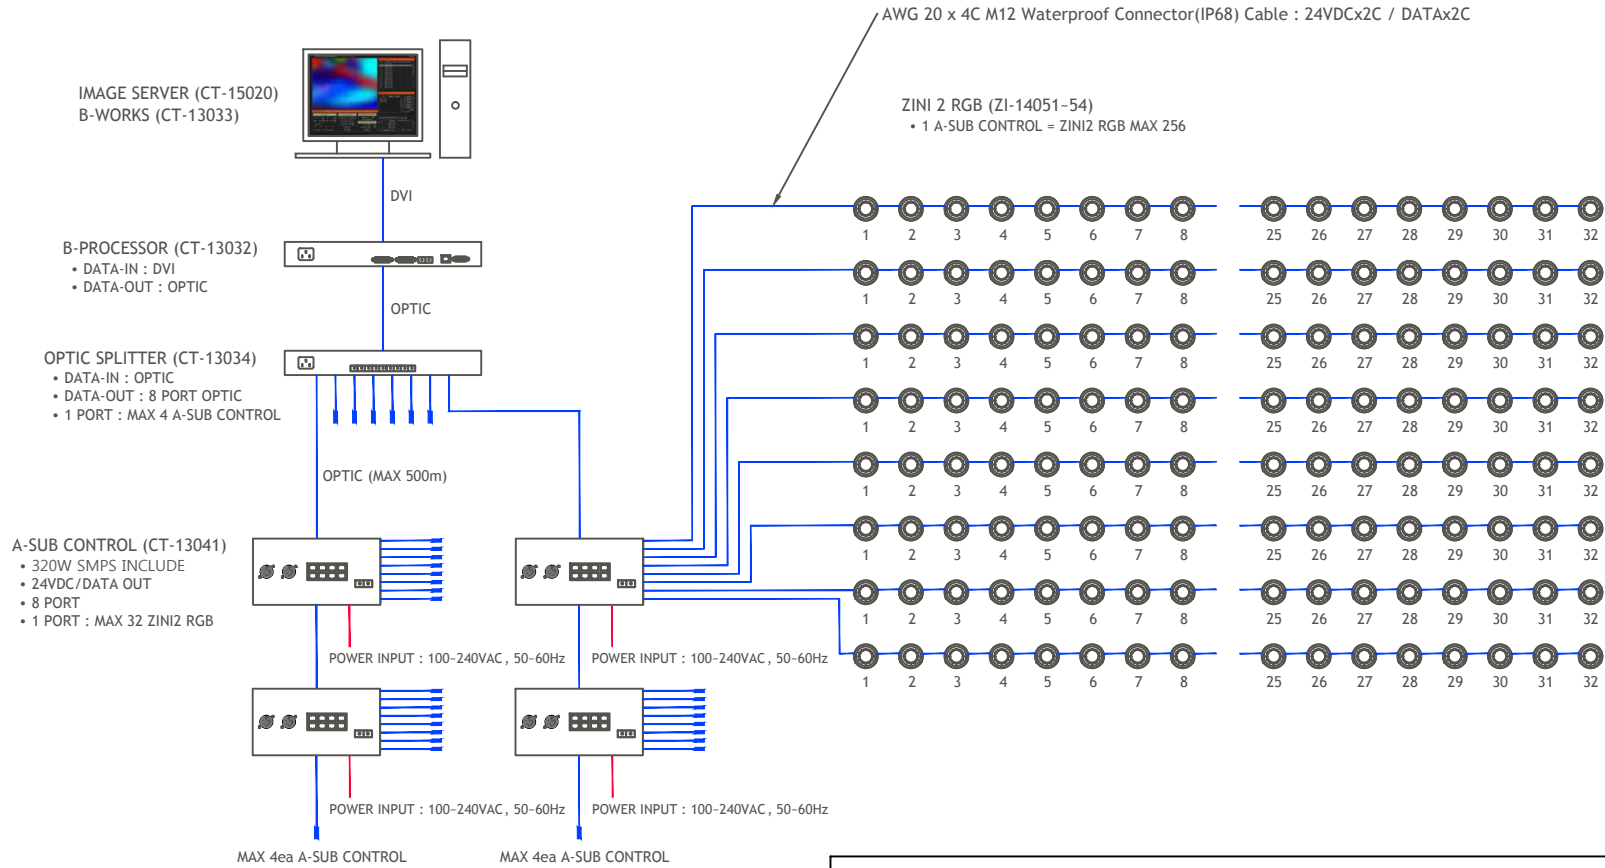 AWG 20 x 4C M12 Waterproof Connector(IP68) Cable : 24VDCx2C / DATAx2C
IMAGE SERVER (CT-15020)
B-WORKS (CT-13033)
ZINI 2 RGB (ZI-14051~54)
• 1 A-SUB CONTROL = ZINI2 RGB MAX 256
DVI
B-PROCESSOR (CT-13032)
• DATA-IN : DVI
• DATA-OUT : OPTIC
OPTIC
OPTIC SPLITTER (CT-13034)
• DATA-IN : OPTIC
• DATA-OUT : 8 PORT OPTIC
• 1 PORT : MAX 4 A-SUB CONTROL
OPTIC (MAX 500m)
A-SUB CONTROL (CT-13041)
• 320W SMPS INCLUDE
• 24VDC/DATA OUT
• 8 PORT
• 1 PORT : MAX 32 ZINI2 RGB
POWER INPUT : 100~240VAC, 50~60Hz
POWER INPUT : 100~240VAC, 50~60Hz
POWER INPUT : 100~240VAC, 50~60Hz
POWER INPUT : 100~240VAC, 50~60Hz
MAX 4ea A-SUB CONTROL
MAX 4ea A-SUB CONTROL
1 2 3 4 5 6 7 8 25 26 27 28 29 30 31 32
1 2 3 4 5 6 7 8 25 26 27 28 29 30 31 32
1 2 3 4 5 6 7 8 25 26 27 28 29 30 31 32
1 2 3 4 5 6 7 8 25 26 27 28 29 30 31 32
1 2 3 4 5 6 7 8 25 26 27 28 29 30 31 32
1 2 3 4 5 6 7 8 25 26 27 28 29 30 31 32
1 2 3 4 5 6 7 8 25 26 27 28 29 30 31 32
1 2 3 4 5 6 7 8 25 26 27 28 29 30 31 32